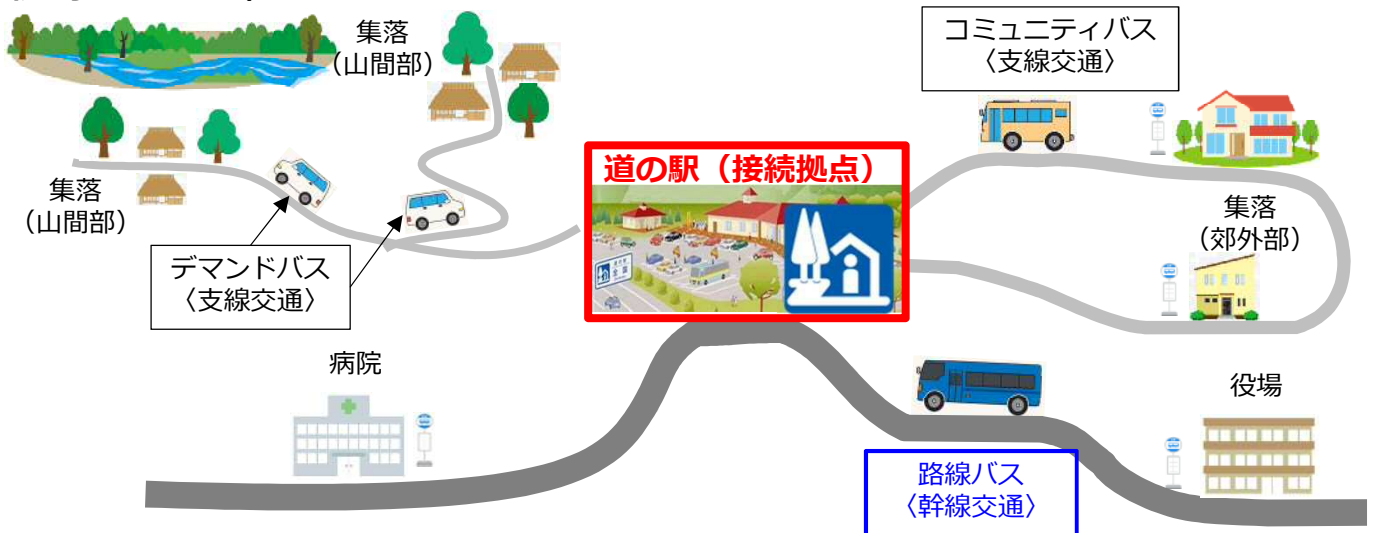 集落
（山間部）
コミュニティバス
〈支線交通〉
道の駅（接続拠点）
集落
（山間部）
集落
（郊外部）
デマンドバス
〈支線交通〉
病院
役場
路線バス
〈幹線交通〉